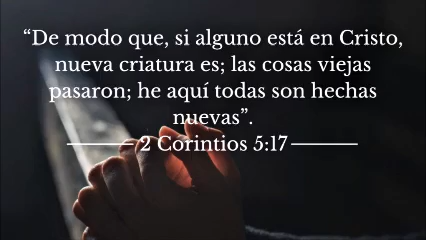 “De modo que, si alguno está en Cristo,
nueva criatura es; las cosas viejas
pasaron; he aquí todas son hechas
nuevas”.
2 Corintios 5:17